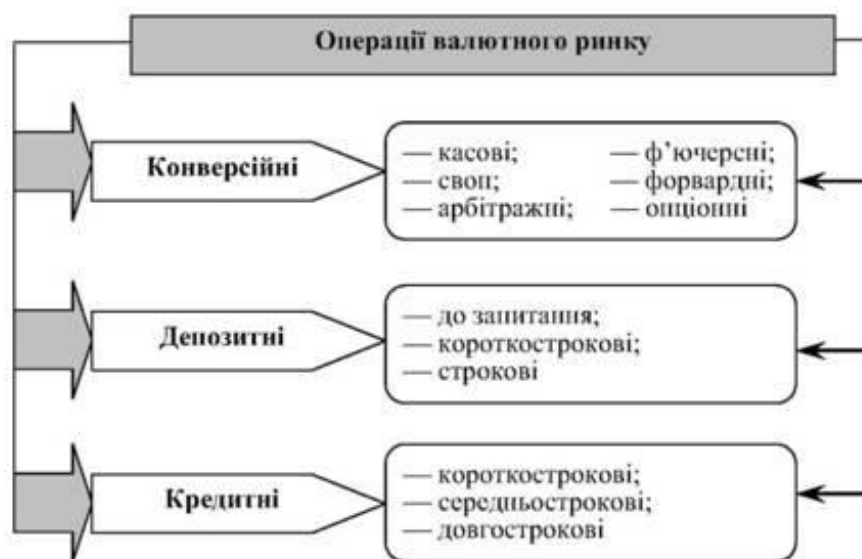 Операції валютного ринку
Конверсійні
— касові;
— своп;
— арбітражні;
— ф’ючерсні;
— форвардні;
— опціонні
Депозитні
— до запитання;
— короткострокові;
— строкові
Кредитні
— короткострокові;
— середньострокові;
— довгострокові